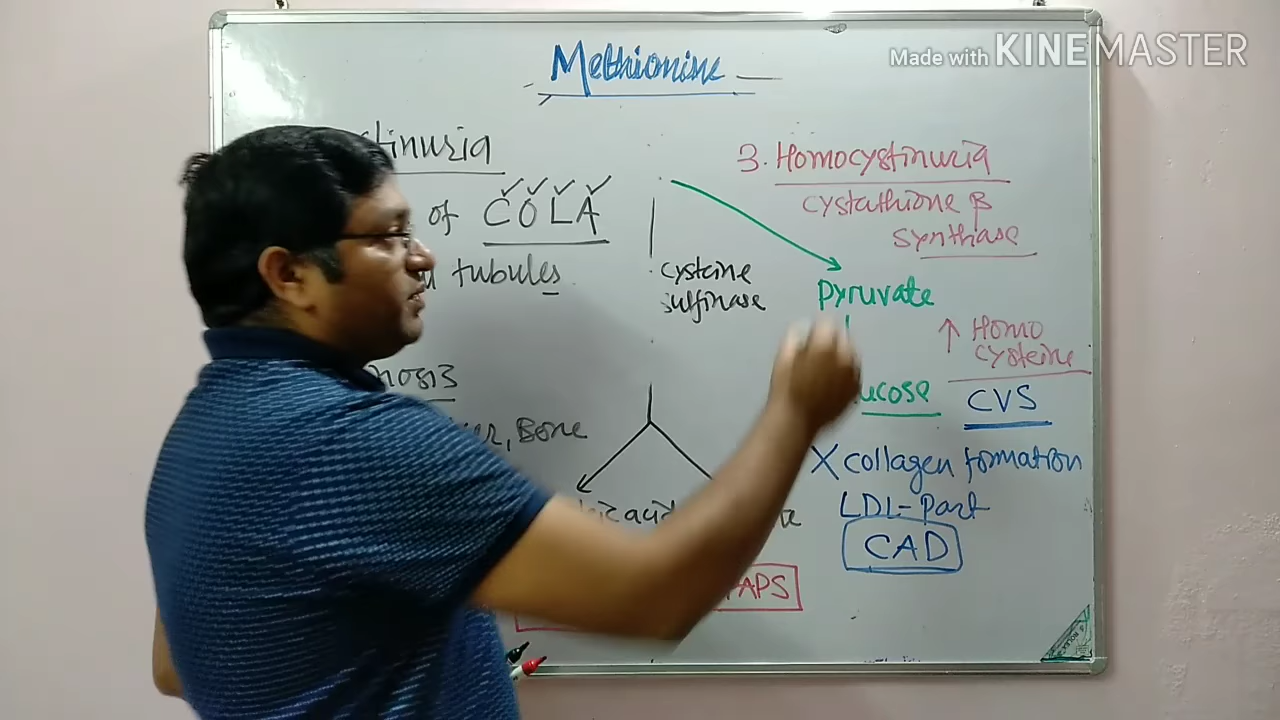 Made with KINEMASTER
Methionine
stinuria
of COLA
tubules
nosis
, Bone
cysteine
sulfinase
acid
PAPS
3. Homocystinuria
cystathione β
synthase
Pyruvate
ucose
↑ Homo
cysteine
CVS
X collagen formation
LDL-Part
CAD